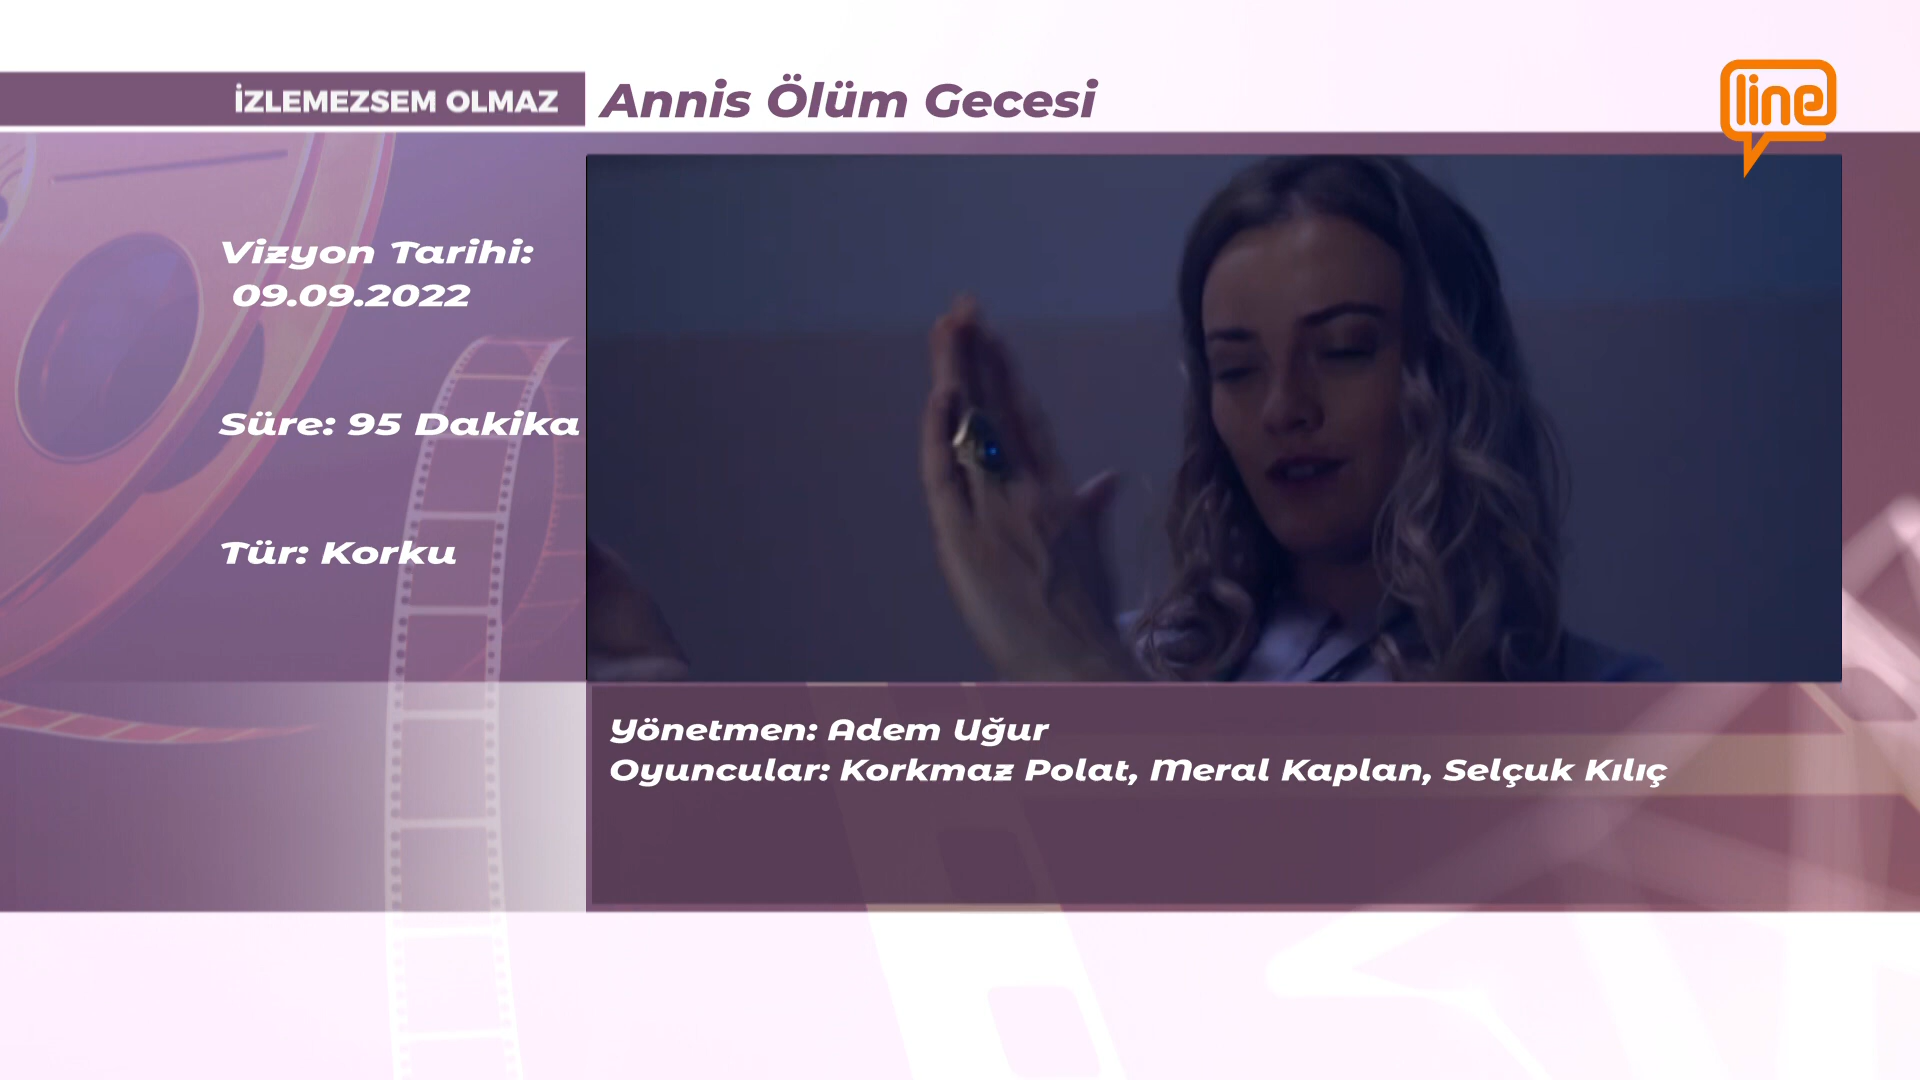 İZLEMEZSEM OLMAZ
Annis Ölüm Gecesi
line
Vizyon Tarihi:
09.09.2022
Süre: 95 Dakika
Tür: Korku
Yönetmen: Adem Uğur
Oyuncular: Korkmaz Polat, Meral Kaplan, Selçuk Kılıç